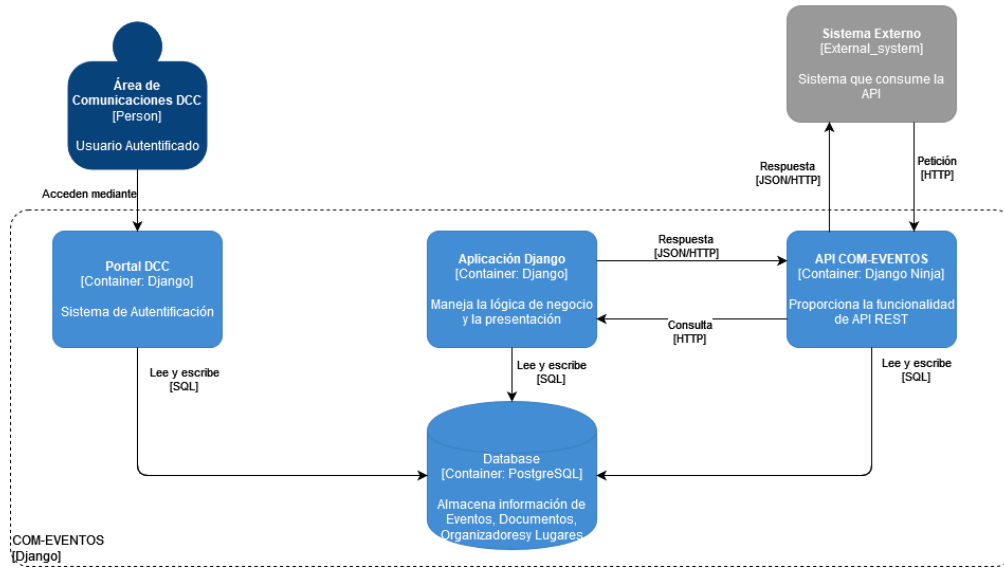 Área de
Comunicaciones DCC
[Person]
Usuario Autentificado
Sistema Externo
[External_system]
Sistema que consume la
API
Acceden mediante
Respuesta
[JSON/HTTP]
Petición
[HTTP]
Portal DCC
[Container: Django]
Sistema de Autentificación
Aplicación Django
[Container: Django]
Maneja la lógica de negocio
y la presentación
Respuesta
[JSON/HTTP]
Consulta
[HTTP]
API COM-EVENTOS
[Container: Django Ninja]
Proporciona la funcionalidad
de API REST
Lee y escribe
[SQL]
Lee y escribe
[SQL]
Lee y escribe
[SQL]
Database
[Container: PostgreSQL]
Almacena información de
Eventos, Documentos,
Organizadoresy Lugares
COM-EVENTOS
[Django]